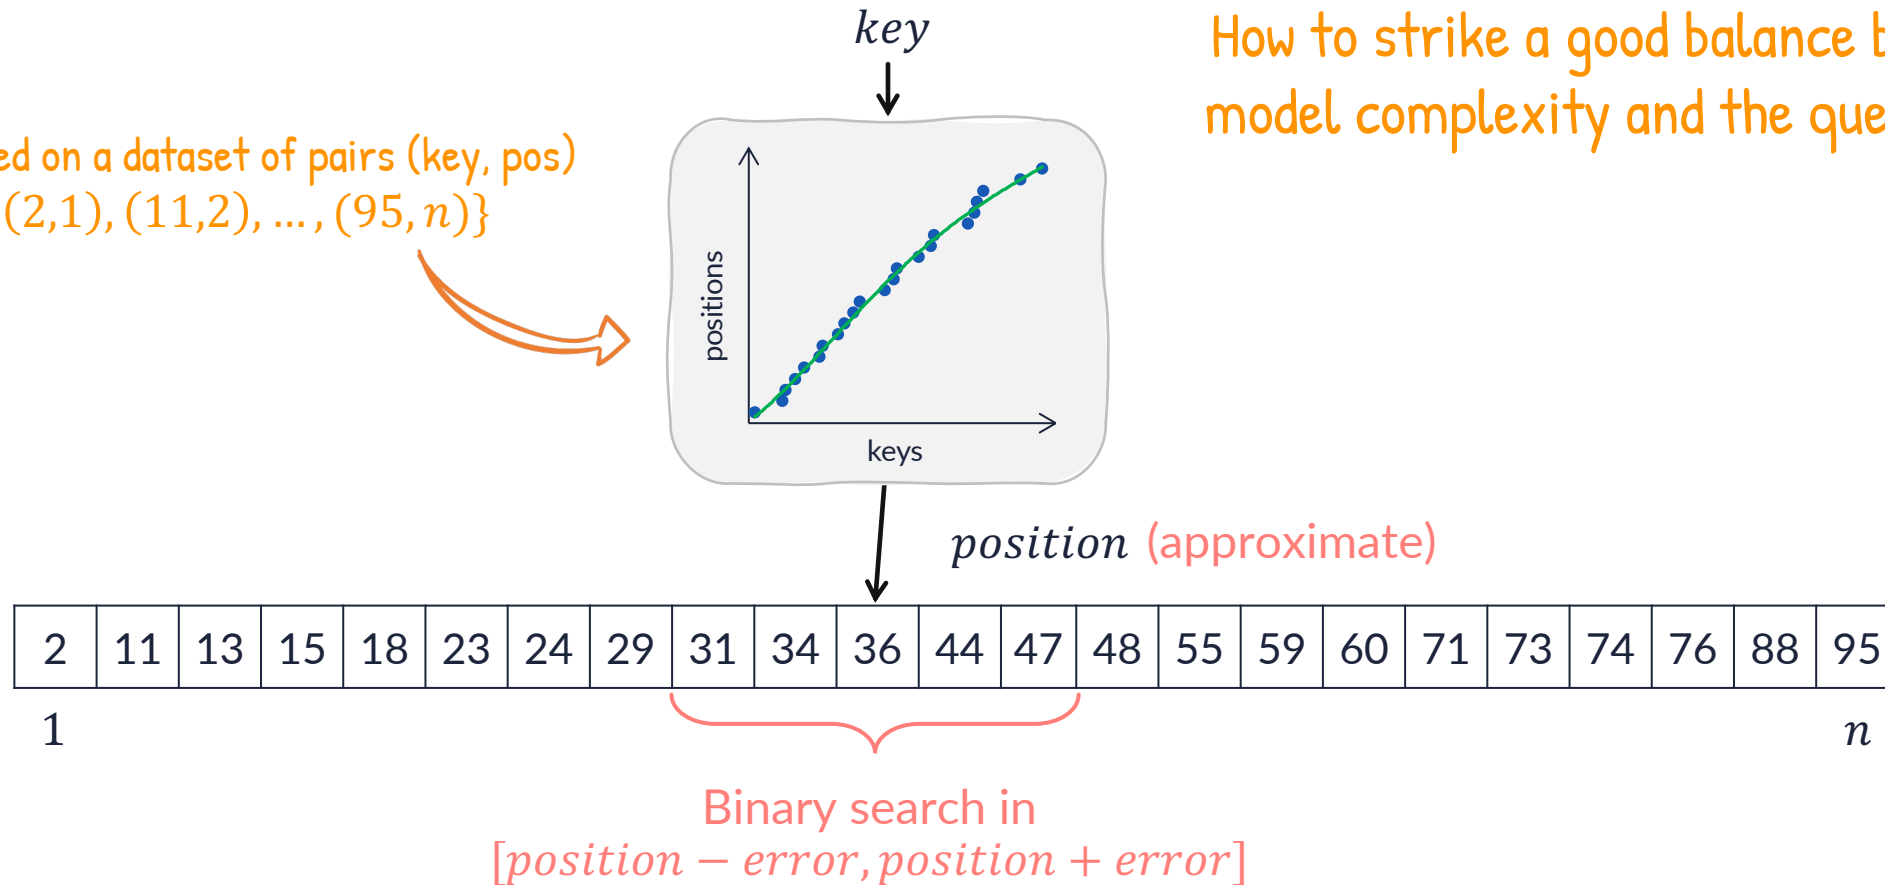 key
How to strike a good balance
model complexity and the
on a dataset of pairs (key, pos)
(2,1), (11,2), ... , (95, n)}
positions
keys
position (approximate)
2 11 13 15 18 23 24 29 31 34 36 44 47 48 55 59 60 71 73 74 76 88 95
1 n
Binary search in
[position − error, position + error]